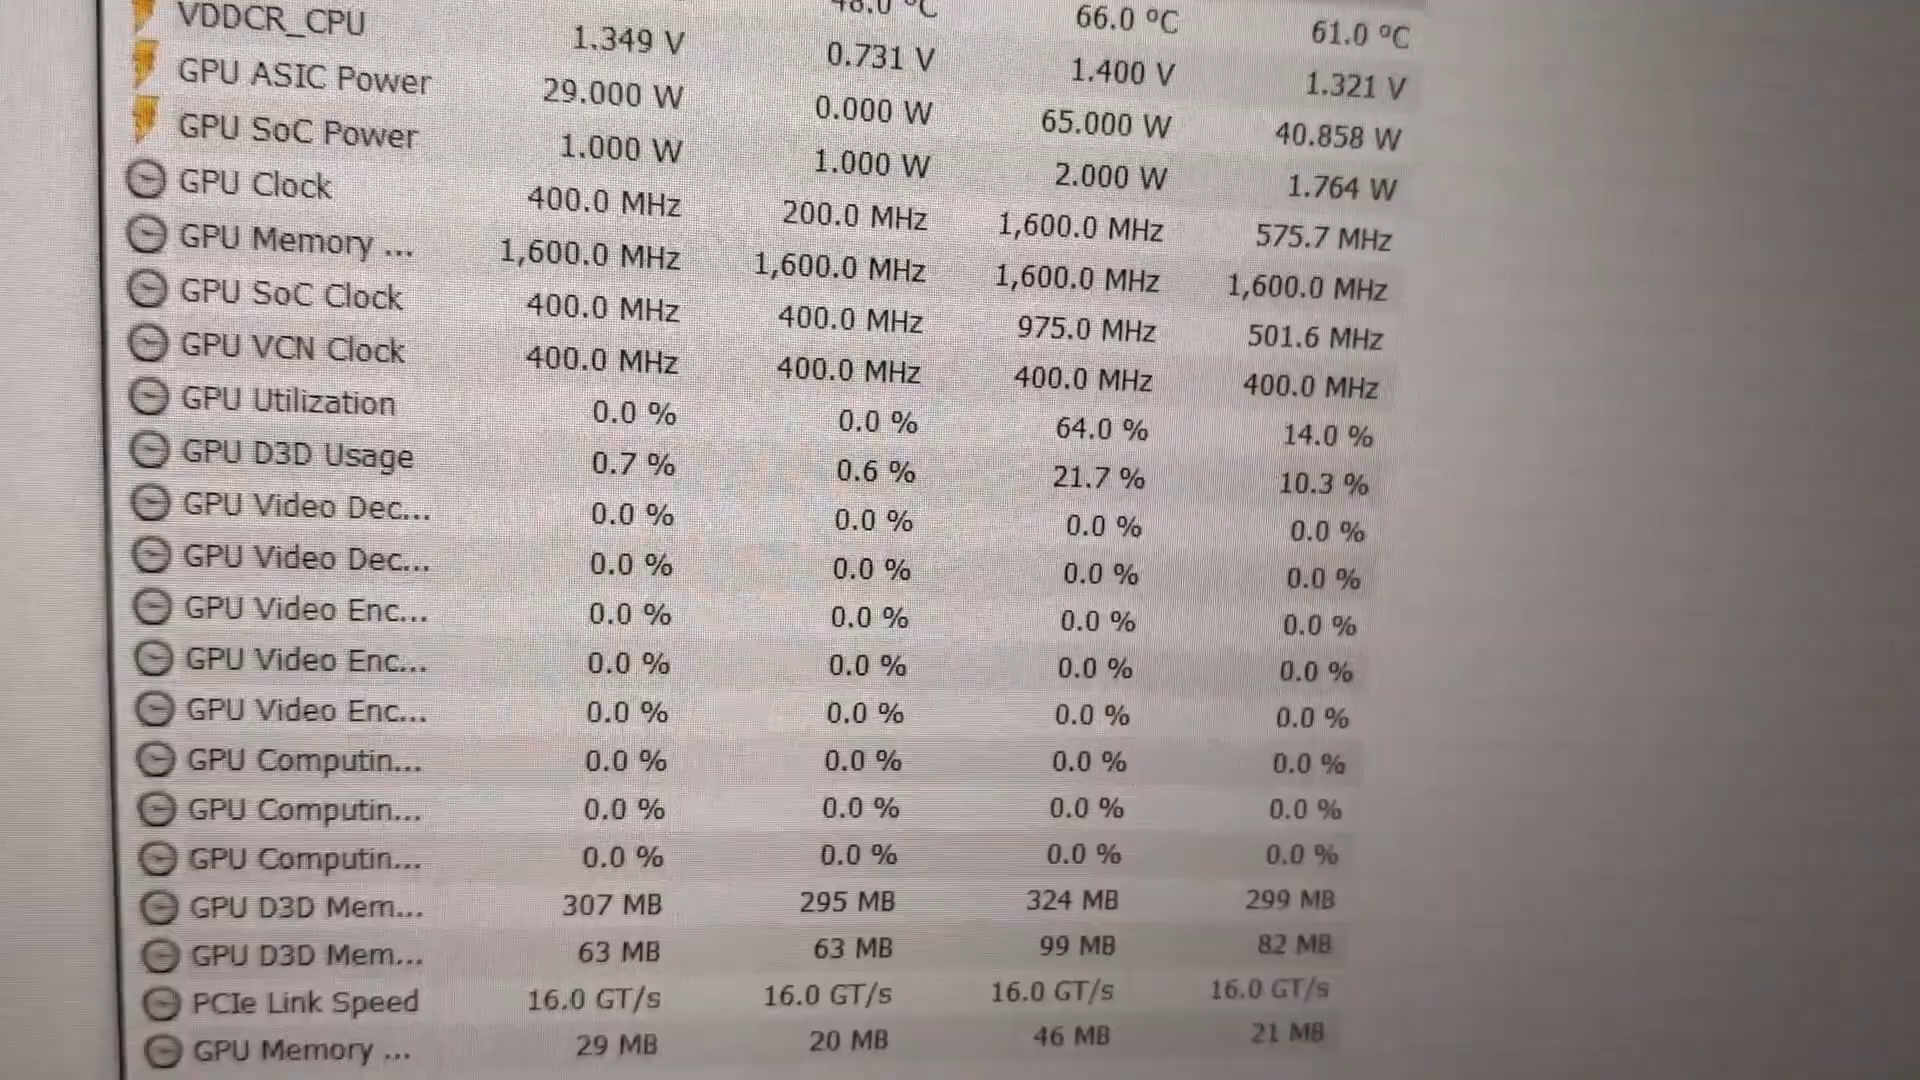 48.0 °C 66.0 °C 61.0 °C
VDDCR_CPU 1.349 V 0.731 V 1.400 V 1.321 V
GPU ASIC Power 29.000 W 0.000 W 65.000 W 40.858 W
GPU SoC Power 1.000 W 1.000 W 2.000 W 1.764 W
GPU Clock 400.0 MHz 200.0 MHz 1,600.0 MHz 575.7 MHz
GPU Memory ... 1,600.0 MHz 1,600.0 MHz 1,600.0 MHz 1,600.0 MHz
GPU SoC Clock 400.0 MHz 400.0 MHz 975.0 MHz 501.6 MHz
GPU VCN Clock 400.0 MHz 400.0 MHz 400.0 MHz 400.0 MHz
GPU Utilization 0.0 % 0.0 % 64.0 % 14.0 %
GPU D3D Usage 0.7 % 0.6 % 21.7 % 10.3 %
GPU Video Dec... 0.0 % 0.0 % 0.0 % 0.0 %
GPU Video Dec... 0.0 % 0.0 % 0.0 % 0.0 %
GPU Video Enc... 0.0 % 0.0 % 0.0 % 0.0 %
GPU Video Enc... 0.0 % 0.0 % 0.0 % 0.0 %
GPU Video Enc... 0.0 % 0.0 % 0.0 % 0.0 %
GPU Computin... 0.0 % 0.0 % 0.0 % 0.0 %
GPU Computin... 0.0 % 0.0 % 0.0 % 0.0 %
GPU Computin... 0.0 % 0.0 % 0.0 % 0.0 %
GPU D3D Mem... 307 MB 295 MB 324 MB 299 MB
GPU D3D Mem... 63 MB 63 MB 99 MB 82 MB
PCIe Link Speed 16.0 GT/s 16.0 GT/s 16.0 GT/s 16.0 GT/s
GPU Memory ... 29 MB 20 MB 46 MB 21 MB